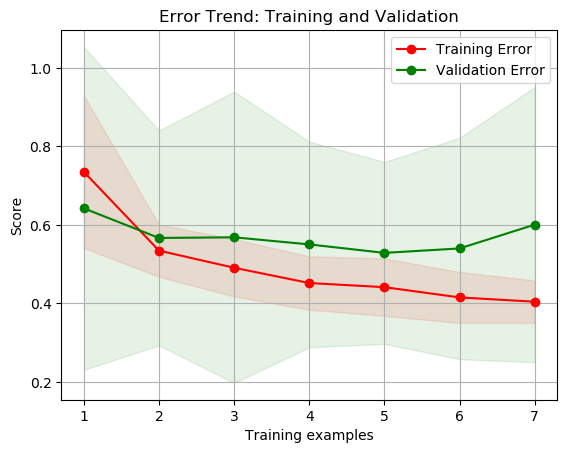 Error Trend: Training and Validation
Training Error
Validation Error
1.0
0.8
0.6
0.4
0.2
Score
1 2 3 4 5 6 7
Training examples